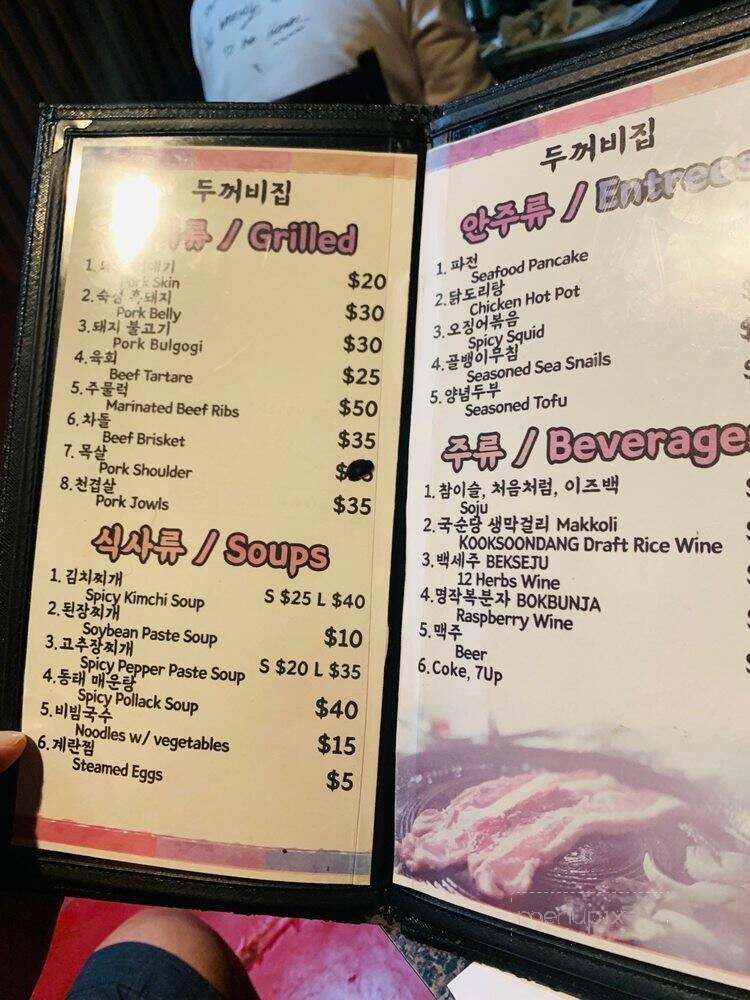 두꺼비집
류 / Grilled
1.
Pork Skin
$20
2.숙성 흑돼지
Pork Belly
$30
3.돼지 불고기
Pork Bulgogi
$30
4.육회
Beef Tartare
$25
5.주물럭
Marinated Beef Ribs
$50
6.차돌
Beef Brisket
$35
7. 목살
Pork Shoulder
8.천겹살
Pork Jowls
$35
식사류 / Soups
1. 김치찌개
Spicy Kimchi Soup
S $25 L $40
2.된장찌개
Soybean Paste Soup
$10
3.고추장찌개
Spicy Pepper Paste Soup
S $20 L $35
4.동태 매운탕
Spicy Pollack Soup
$40
5.비빔국수
Noodles w/ vegetables
$15
6.계란찜
Steamed Eggs
$5
두꺼비집
안주류 / Entrees
1. 파전
Seafood Pancake
2.닭도리탕
Chicken Hot Pot
3.오징어볶음
Spicy Squid
4.골뱅이무침
Seasoned Sea Snails
5.양념두부
Seasoned Tofu
주류 / Beverages
1. 참이슬, 처음처럼, 이즈백
Soju
2.국순당 생막걸리 Makkoli
KOOKSOONDANG Draft Rice Wine
3.백세주 BEKSEJU
12 Herbs Wine
4.명작복분자 BOKBUNJA
Raspberry Wine
5.맥주
Beer
6.Coke, 7Up
menupix